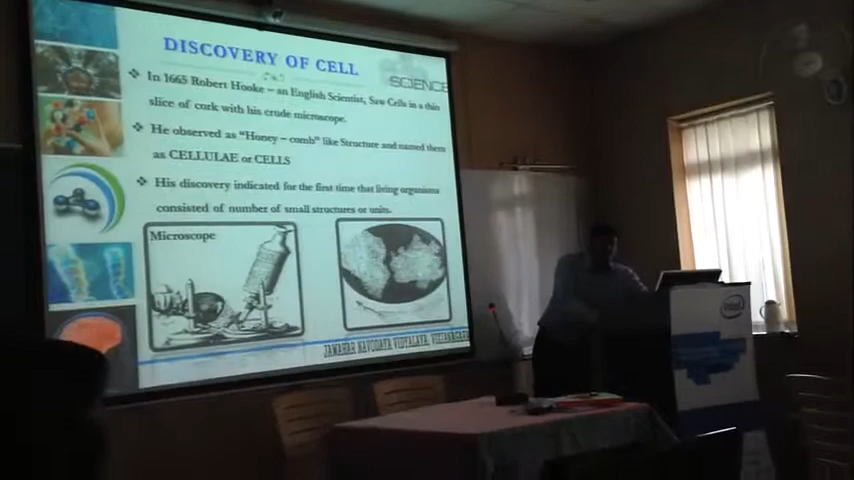 DISCOVERY OF CELL
SCIENCE
In 1665 Robert Hooke – an English Scientist, Saw Cells in a thin
slice of cork with his crude microscope.
He observed as "Honey – comb" like Structure and named them
as CELLULAE or CELLS
His discovery indicated for the first time that living organisms
consisted of number of small structures or units.
Microscope
JAWAHAR NAVODAYA VIDYALAYA,
intel